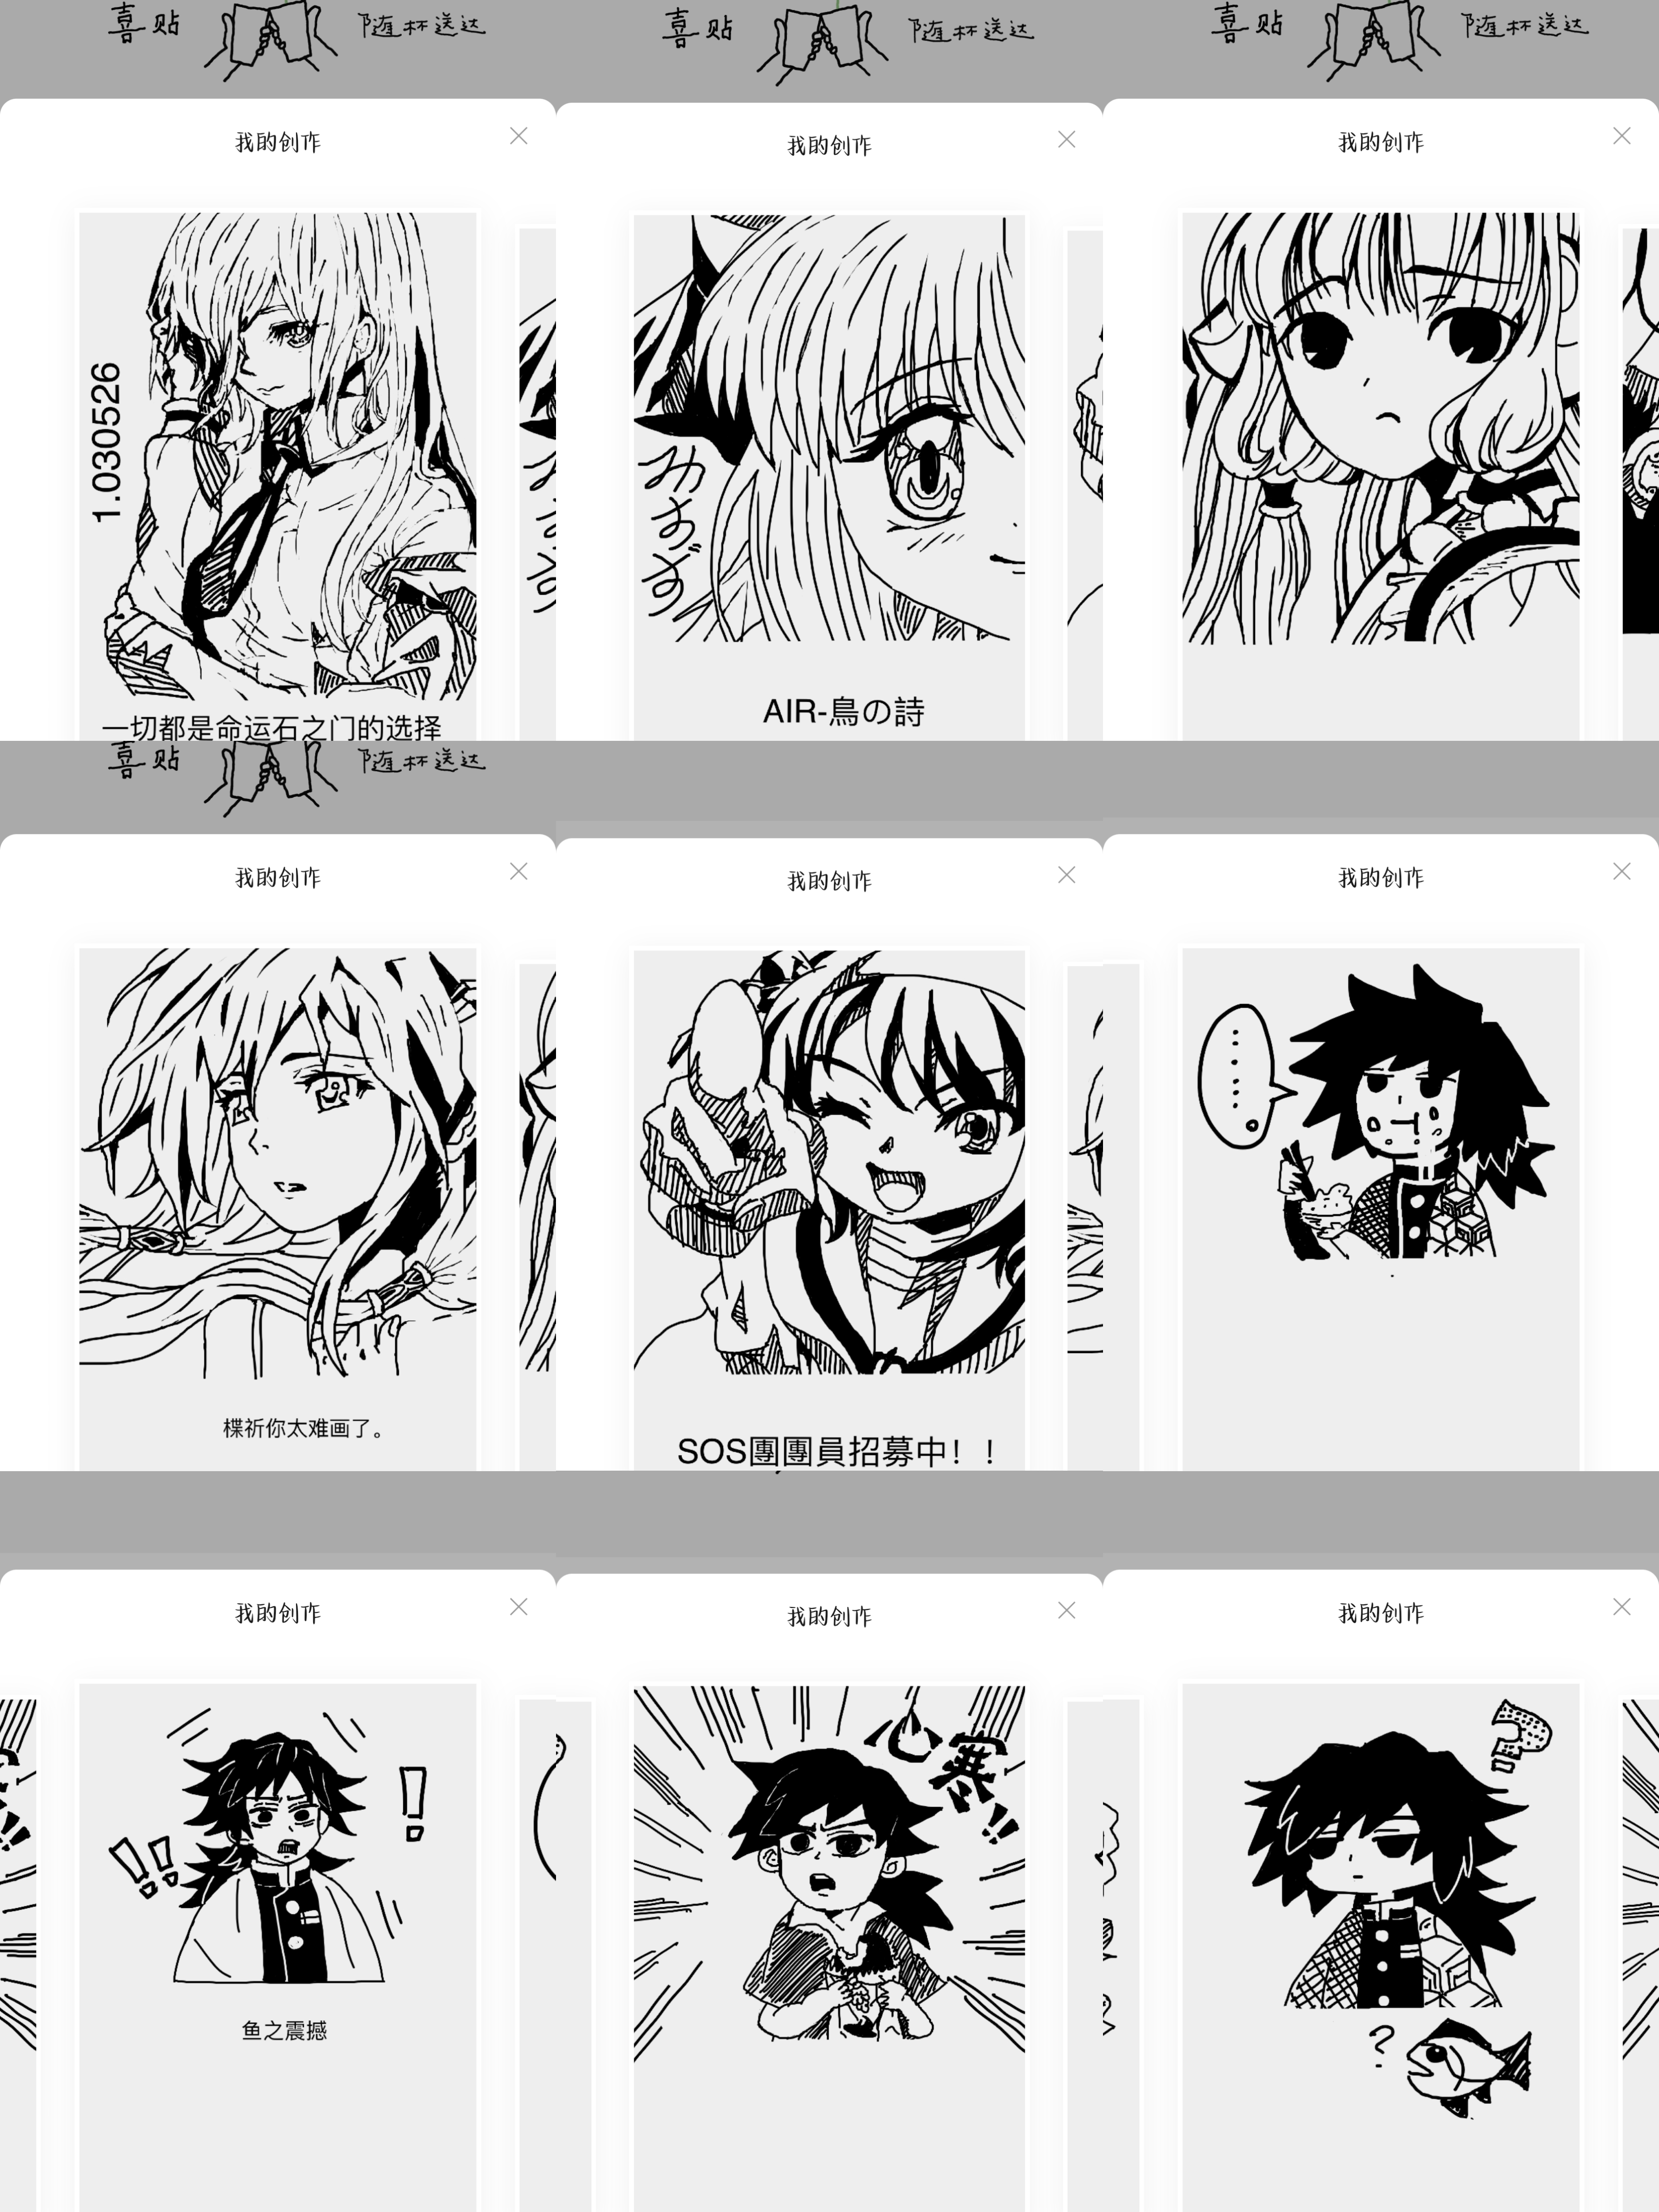 喜贴 随杯送达
我的创作
1.030526
一切都是命运石之门的选择
喜贴 随杯送达
我的创作
みすず
AIR-鳥の詩
喜贴 随杯送达
我的创作
喜贴 随杯送达
我的创作
楪祈你太难画了。
我的创作
SOS團團員招募中！！
我的创作
……
我的创作
!!
!
鱼之震撼
我的创作
心寒!!
我的创作
?
?